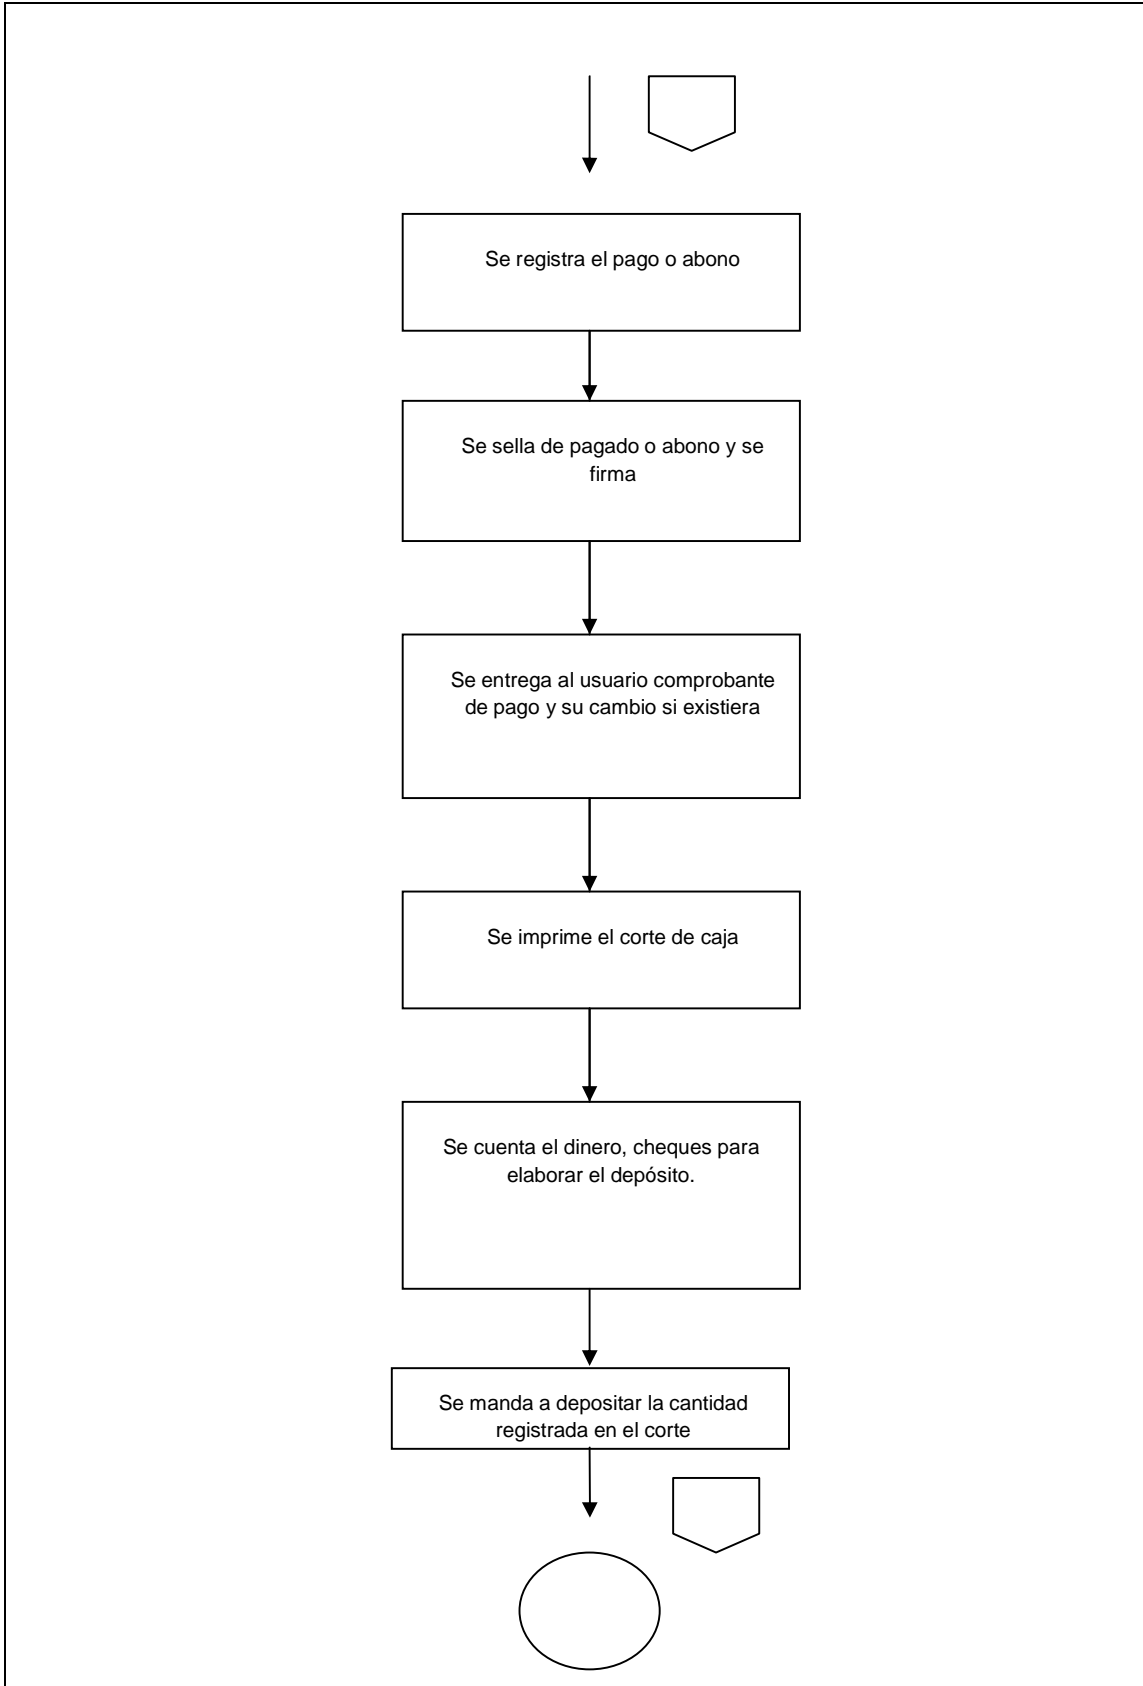 Se registra el pago o abono
Se sella de pagado o abono y se
firma
Se entrega al usuario comprobante
de pago y su cambio si existiera
Se imprime el corte de caja
Se cuenta el dinero, cheques para
elaborar el depósito.
Se manda a depositar la cantidad
registrada en el corte